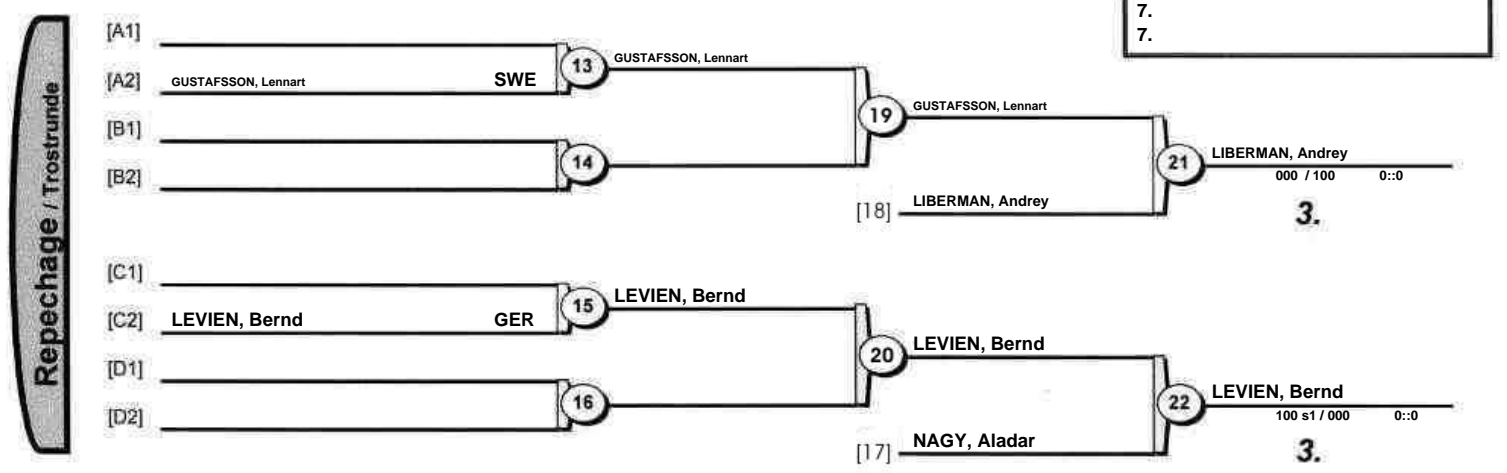 7.
7.
Repechage / Trostrunde
[A1]
[A2] GUSTAFSSON, Lennart SWE
13
GUSTAFSSON, Lennart
[B1]
[B2]
14
19
GUSTAFSSON, Lennart
[18] LIBERMAN, Andrey
21
LIBERMAN, Andrey
000 / 100 0::0
3.
[C1]
[C2] LEVIEN, Bernd GER
15
LEVIEN, Bernd
[D1]
[D2]
16
20
LEVIEN, Bernd
[17] NAGY, Aladar
22
LEVIEN, Bernd
100 s1 / 000 0::0
3.